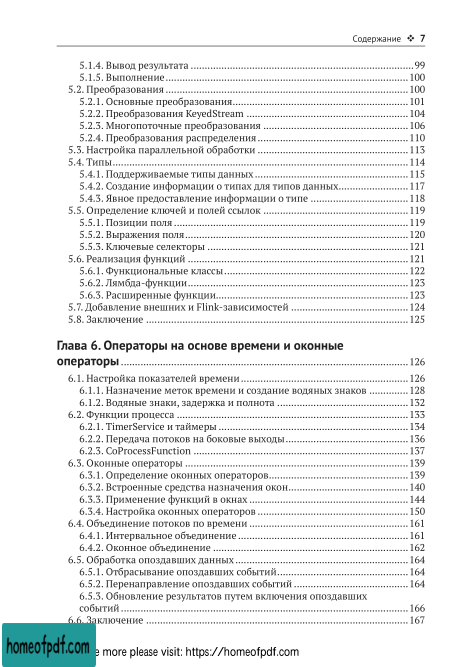 Содержание ❖ 7
5.1.4. Вывод результата ........ 99
5.1.5. Выполнение ........ 100
5.2. Преобразования ........ 100
5.2.1. Основные преобразования ........ 101
5.2.2. Преобразования KeyedStream ........ 104
5.2.3. Многопоточные преобразования ........ 106
5.2.4. Преобразования распределения ........ 110
5.3. Настройка параллельной обработки ........ 113
5.4. Типы ........ 114
5.4.1. Поддерживаемые типы данных ........ 115
5.4.2. Создание информации о типах для типов данных ........ 117
5.4.3. Явное предоставление информации о типе ........ 118
5.5. Определение ключей и полей ссылок ........ 119
5.5.1. Позиции поля ........ 119
5.5.2. Выражения поля ........ 120
5.5.3. Ключевые селекторы ........ 121
5.6. Реализация функций ........ 121
5.6.1. Функциональные классы ........ 122
5.6.2. Лямбда-функции ........ 123
5.6.3. Расширенные функции ........ 123
5.7. Добавление внешних и Flink-зависимостей ........ 124
5.8. Заключение ........ 125
Глава 6. Операторы на основе времени и оконные
операторы ........ 126
6.1. Настройка показателей времени ........ 126
6.1.1. Назначение меток времени и создание водяных знаков ........ 128
6.1.2. Водяные знаки, задержка и полнота ........ 132
6.2. Функции процесса ........ 133
6.2.1. TimerService и таймеры ........ 134
6.2.2. Передача потоков на боковые выходы ........ 136
6.2.3. CoProcessFunction ........ 137
6.3. Оконные операторы ........ 139
6.3.1. Определение оконных операторов ........ 139
6.3.2. Встроенные средства назначения окон ........ 140
6.3.3. Применение функций в окнах ........ 144
6.3.4. Настройка оконных операторов ........ 150
6.4. Объединение потоков по времени ........ 161
6.4.1. Интервальное объединение ........ 161
6.4.2. Оконное объединение ........ 162
6.5. Обработка опоздавших данных ........ 164
6.5.1. Отбрасывание опоздавших событий ........ 164
6.5.2. Перенаправление опоздавших событий ........ 164
6.5.3. Обновление результатов путем включения опоздавших
событий ........ 166
6.6. Заключение ........ 167
homeofpdf.com
e more please visit: https://homeofpdf.com